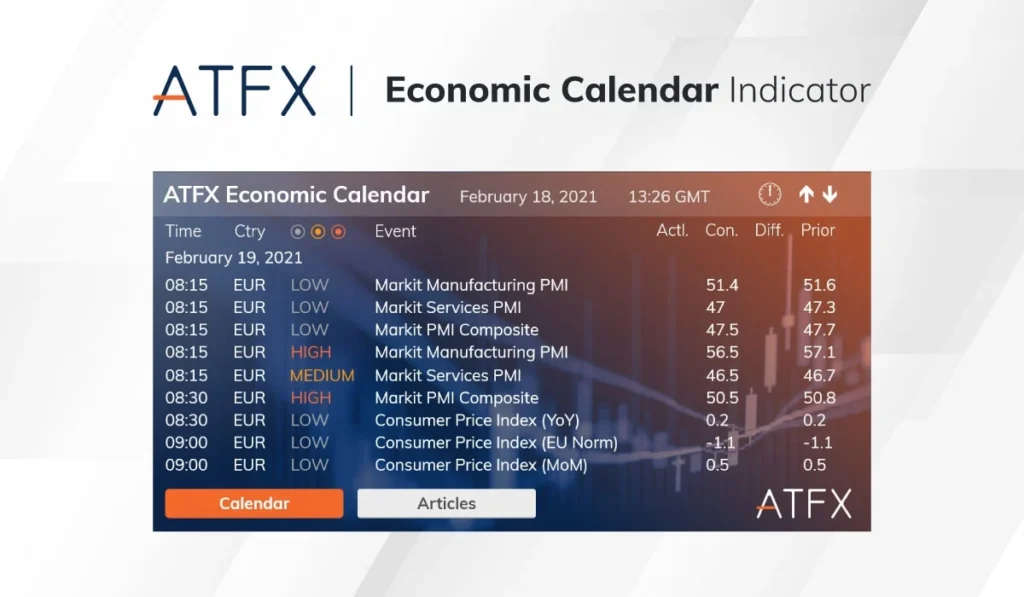 ATFX | Economic Calendar Indicator
ATFX Economic Calendar February 18, 2021 13:26 GMT
Time Ctry Event Actl. Con. Diff. Prior
February 19, 2021
08:15 EUR LOW Markit Manufacturing PMI 51.4 51.6
08:15 EUR LOW Markit Services PMI 47 47.3
08:15 EUR LOW Markit PMI Composite 47.5 47.7
08:15 EUR HIGH Markit Manufacturing PMI 56.5 57.1
08:15 EUR MEDIUM Markit Services PMI 46.5 46.7
08:30 EUR HIGH Markit PMI Composite 50.5 50.8
08:30 EUR LOW Consumer Price Index (YoY) 0.2 0.2
09:00 EUR LOW Consumer Price Index (EU Norm) -1.1 -1.1
09:00 EUR LOW Consumer Price Index (MoM) 0.5 0.5
Calendar Articles ATFX